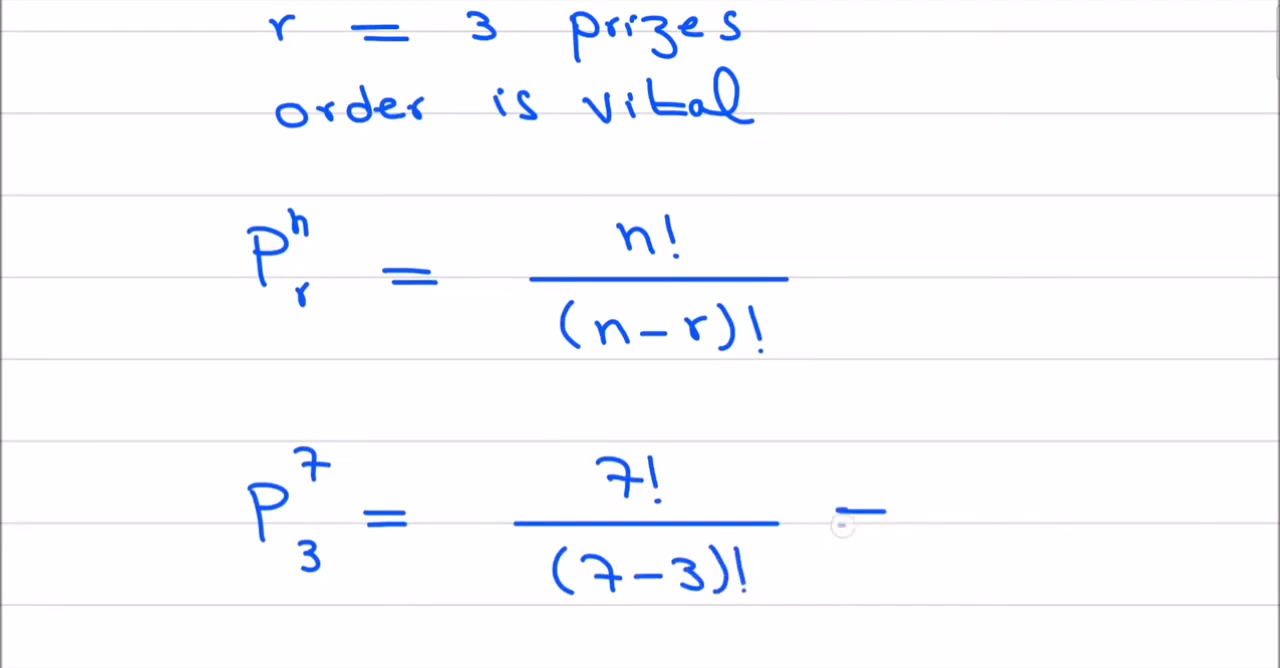 r = 3 prizes
order is vital
P^n_r = n! / (n-r)!
P^7_3 = 7! / (7-3)! =